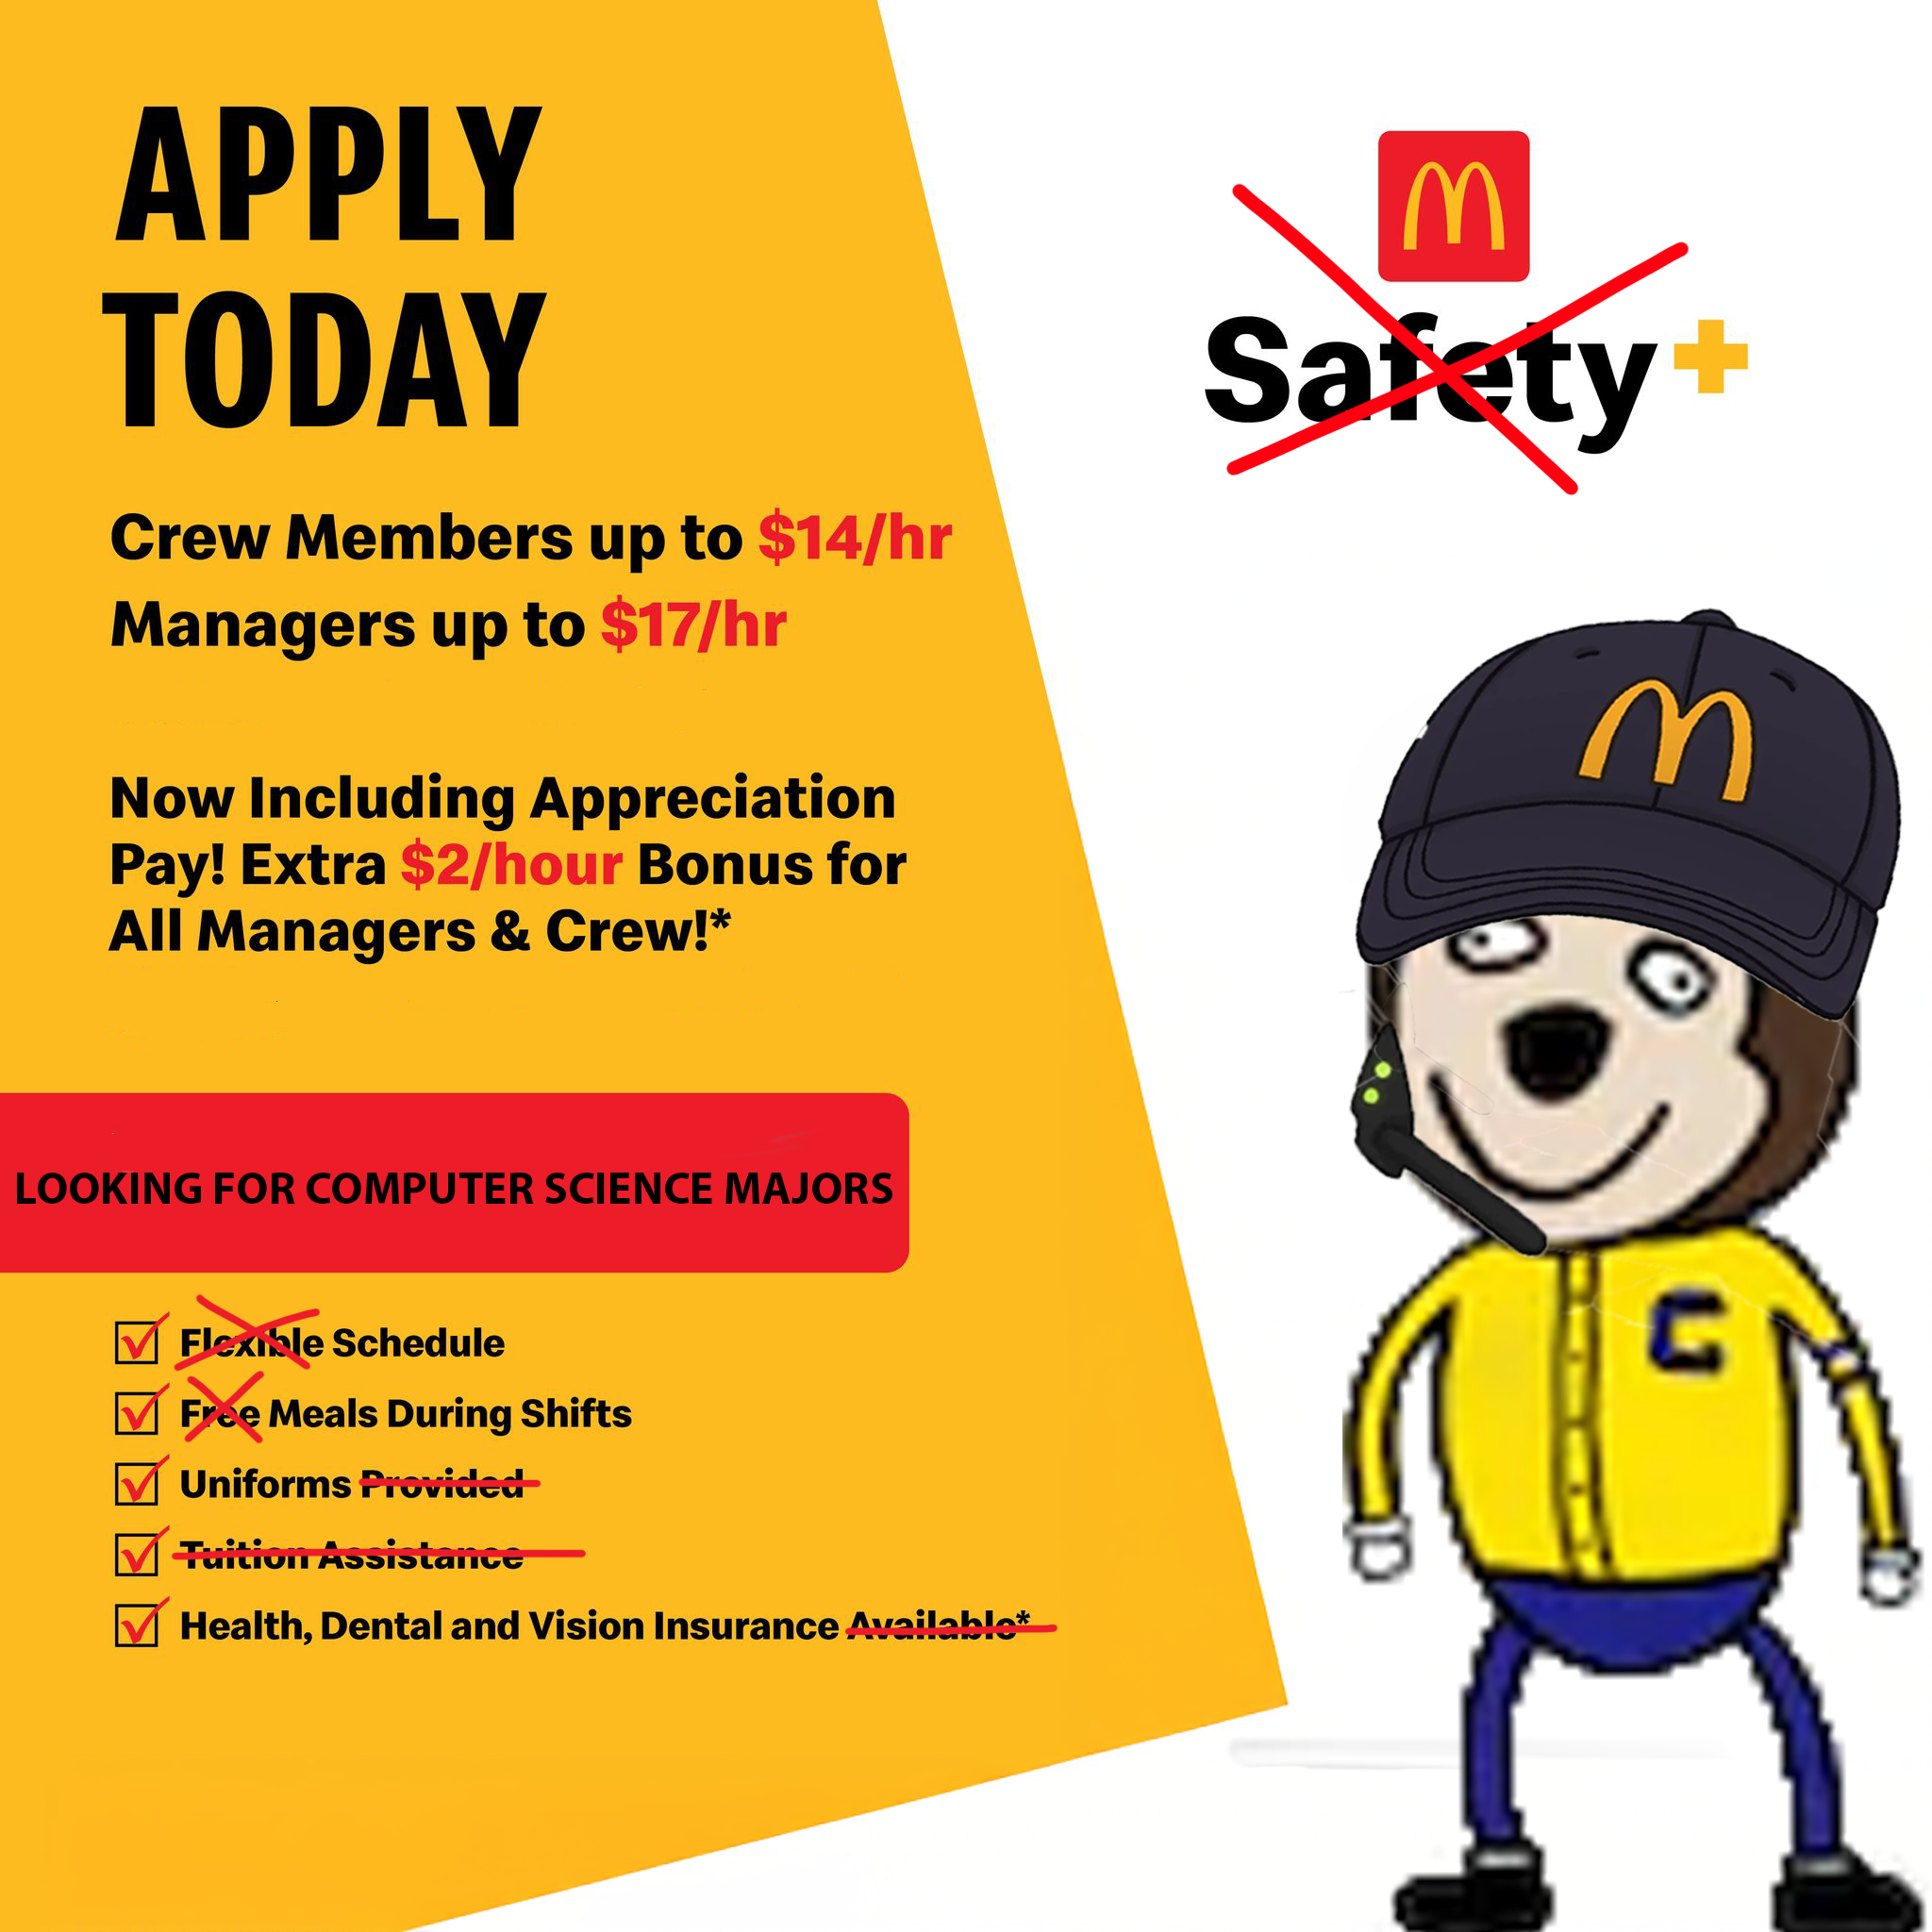 APPLY
TODAY
Crew Members up to $14/hr
Managers up to $17/hr
Now Including Appreciation
Pay! Extra $2/hour Bonus for
All Managers & Crew!*
LOOKING FOR COMPUTER SCIENCE MAJORS
Flexible Schedule
Free Meals During Shifts
Uniforms Provided
Tuition Assistance
Health, Dental and Vision Insurance Available*
M
Safety+
M
G